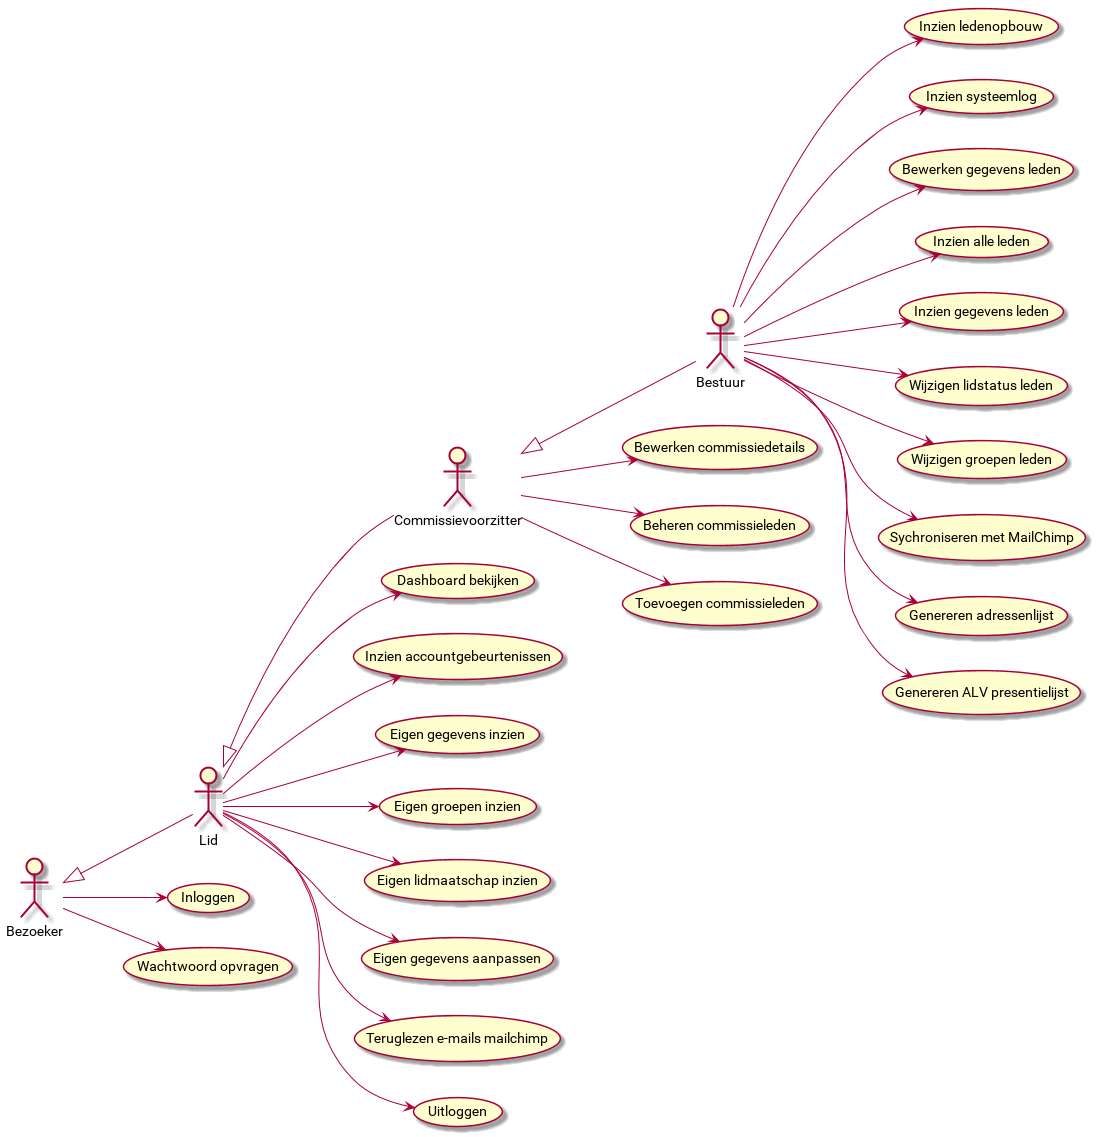 Inzien ledenopbouw
Inzien systeemlog
Bewerken gegevens leden
Inzien alle leden
Inzien gegevens leden
Bestuur
Wijzigen lidstatus leden
Bewerken commissiedetails
Wijzigen groepen leden
Commissievoorzitter
Beheren commissieleden
Sychroniseren met MailChimp
Dashboard bekijken
Toevoegen commissieleden
Genereren adressenlijst
Inzien accountgebeurtenissen
Genereren ALV presentielijst
Eigen gegevens inzien
Eigen groepen inzien
Lid
Eigen lidmaatschap inzien
Inloggen
Bezoeker
Eigen gegevens aanpassen
Wachtwoord opvragen
Teruglezen e-mails mailchimp
Uitloggen